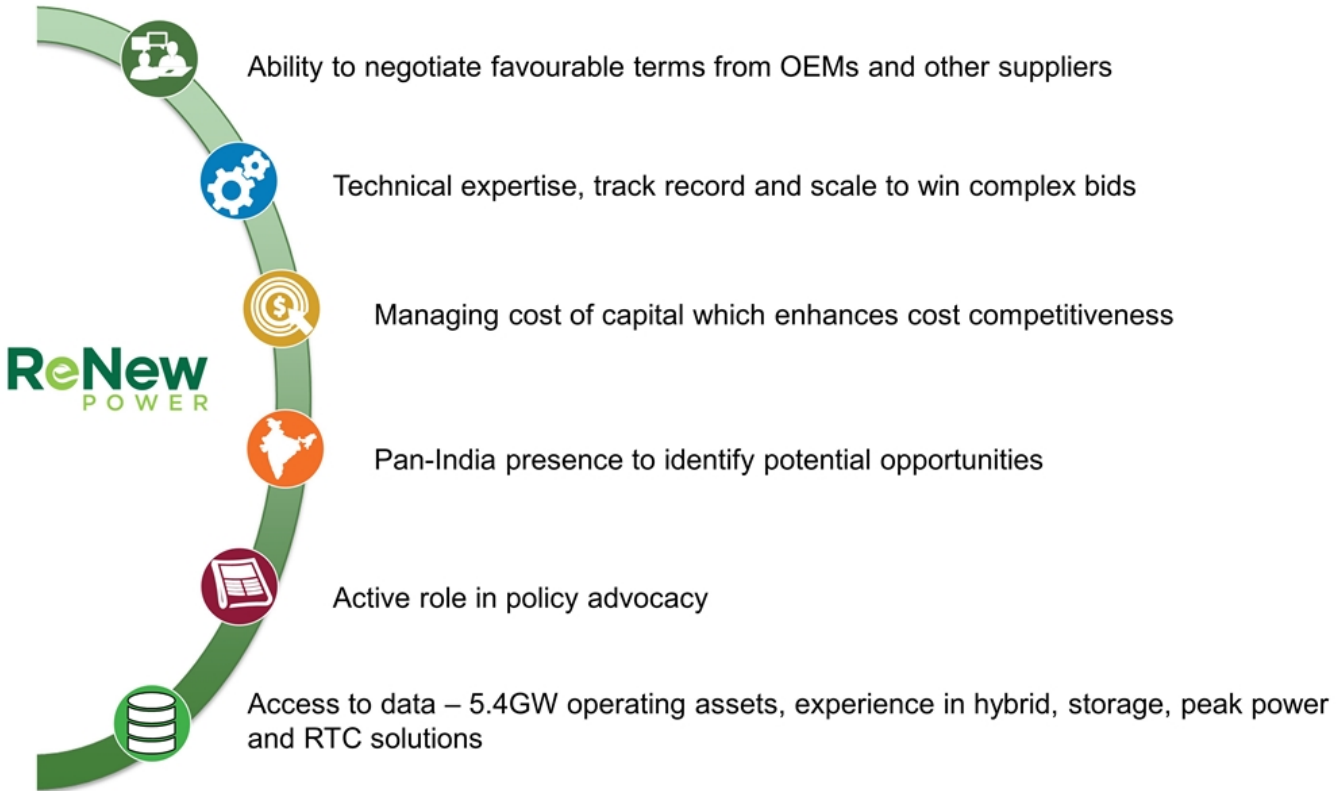 Ability to negotiate favourable terms from OEMs and other suppliers
Technical expertise, track record and scale to win complex bids
Managing cost of capital which enhances cost competitiveness
ReNew
POWER
Pan-India presence to identify potential opportunities
Active role in policy advocacy
Access to data – 5.4GW operating assets, experience in hybrid, storage, peak power
and RTC solutions